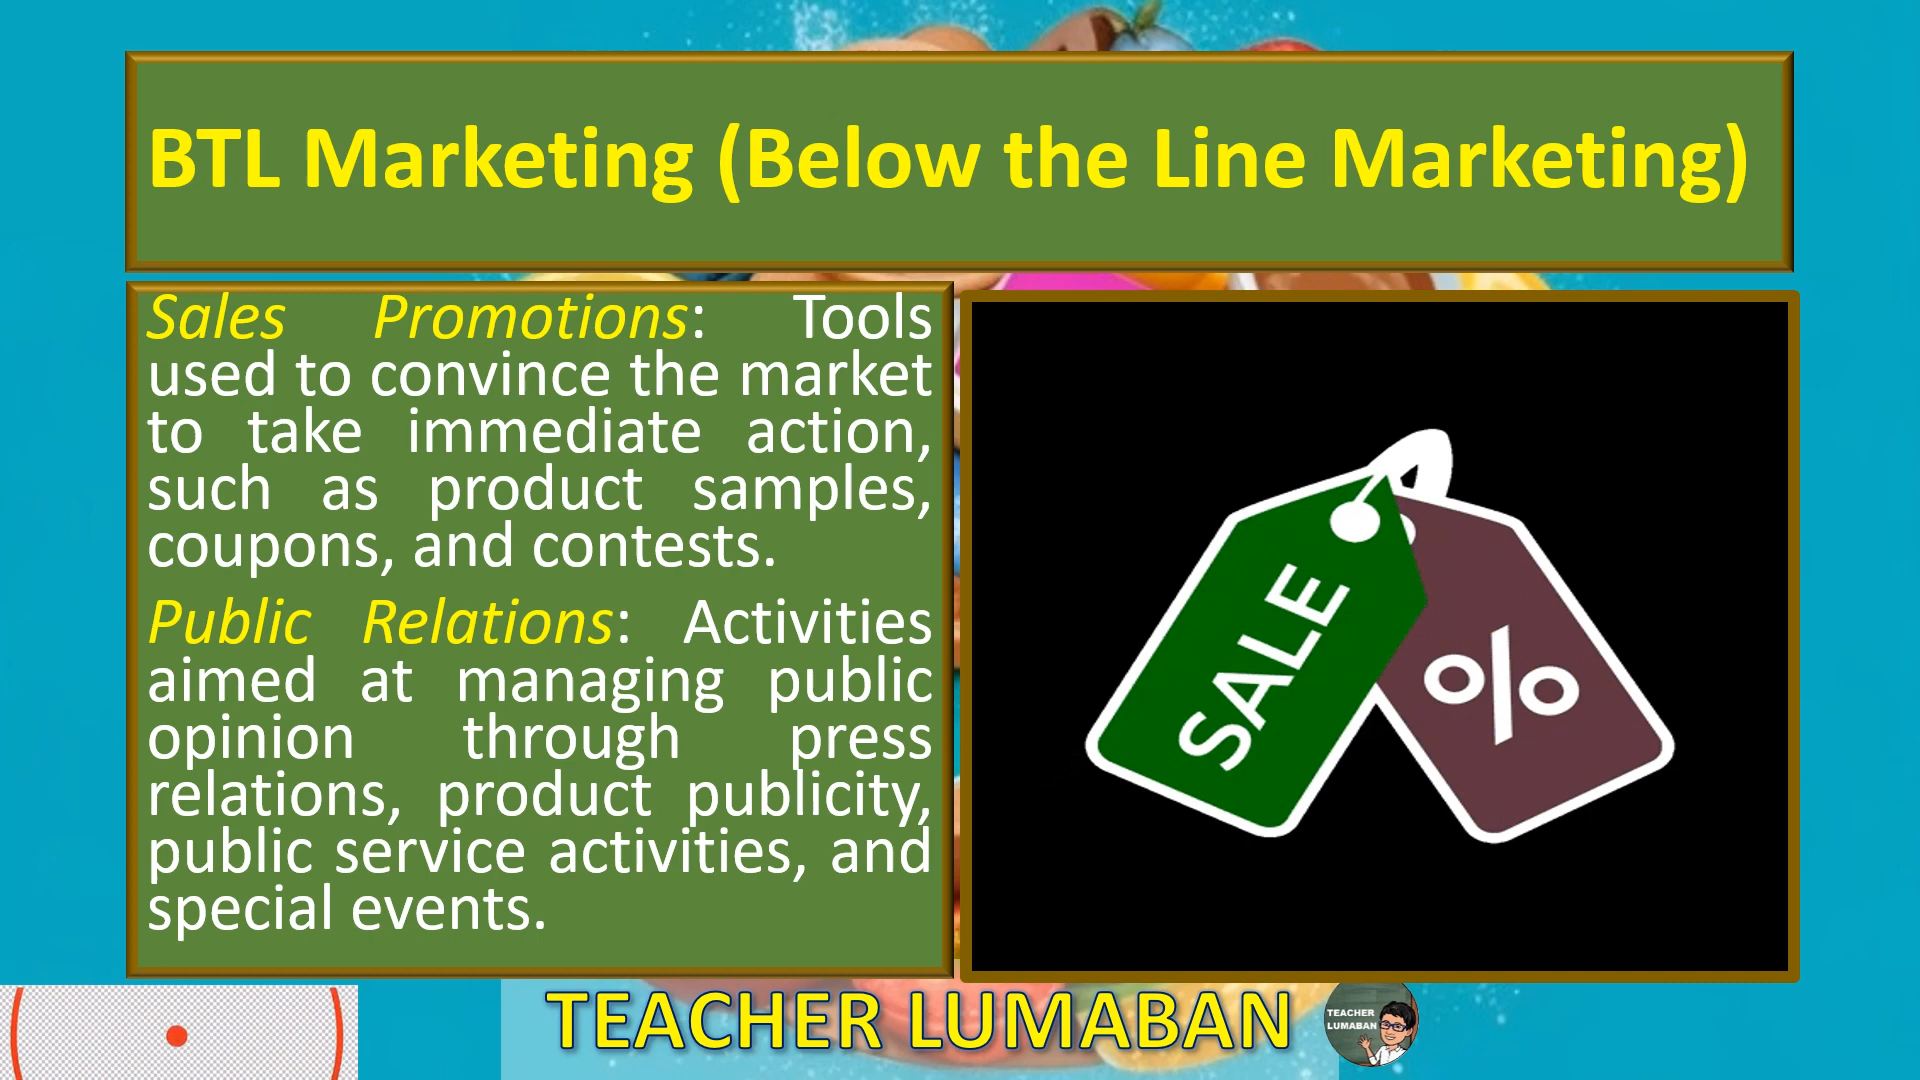 BTL Marketing (Below the Line Marketing)
Sales Promotions: Tools
used to convince the market
to take immediate action,
such as product samples,
coupons, and contests.
Public Relations: Activities
aimed at managing public
opinion through press
relations, product publicity,
public service activities, and
special events.
SALE
%
TEACHER LUMABAN
TEACHER
LUMABAN